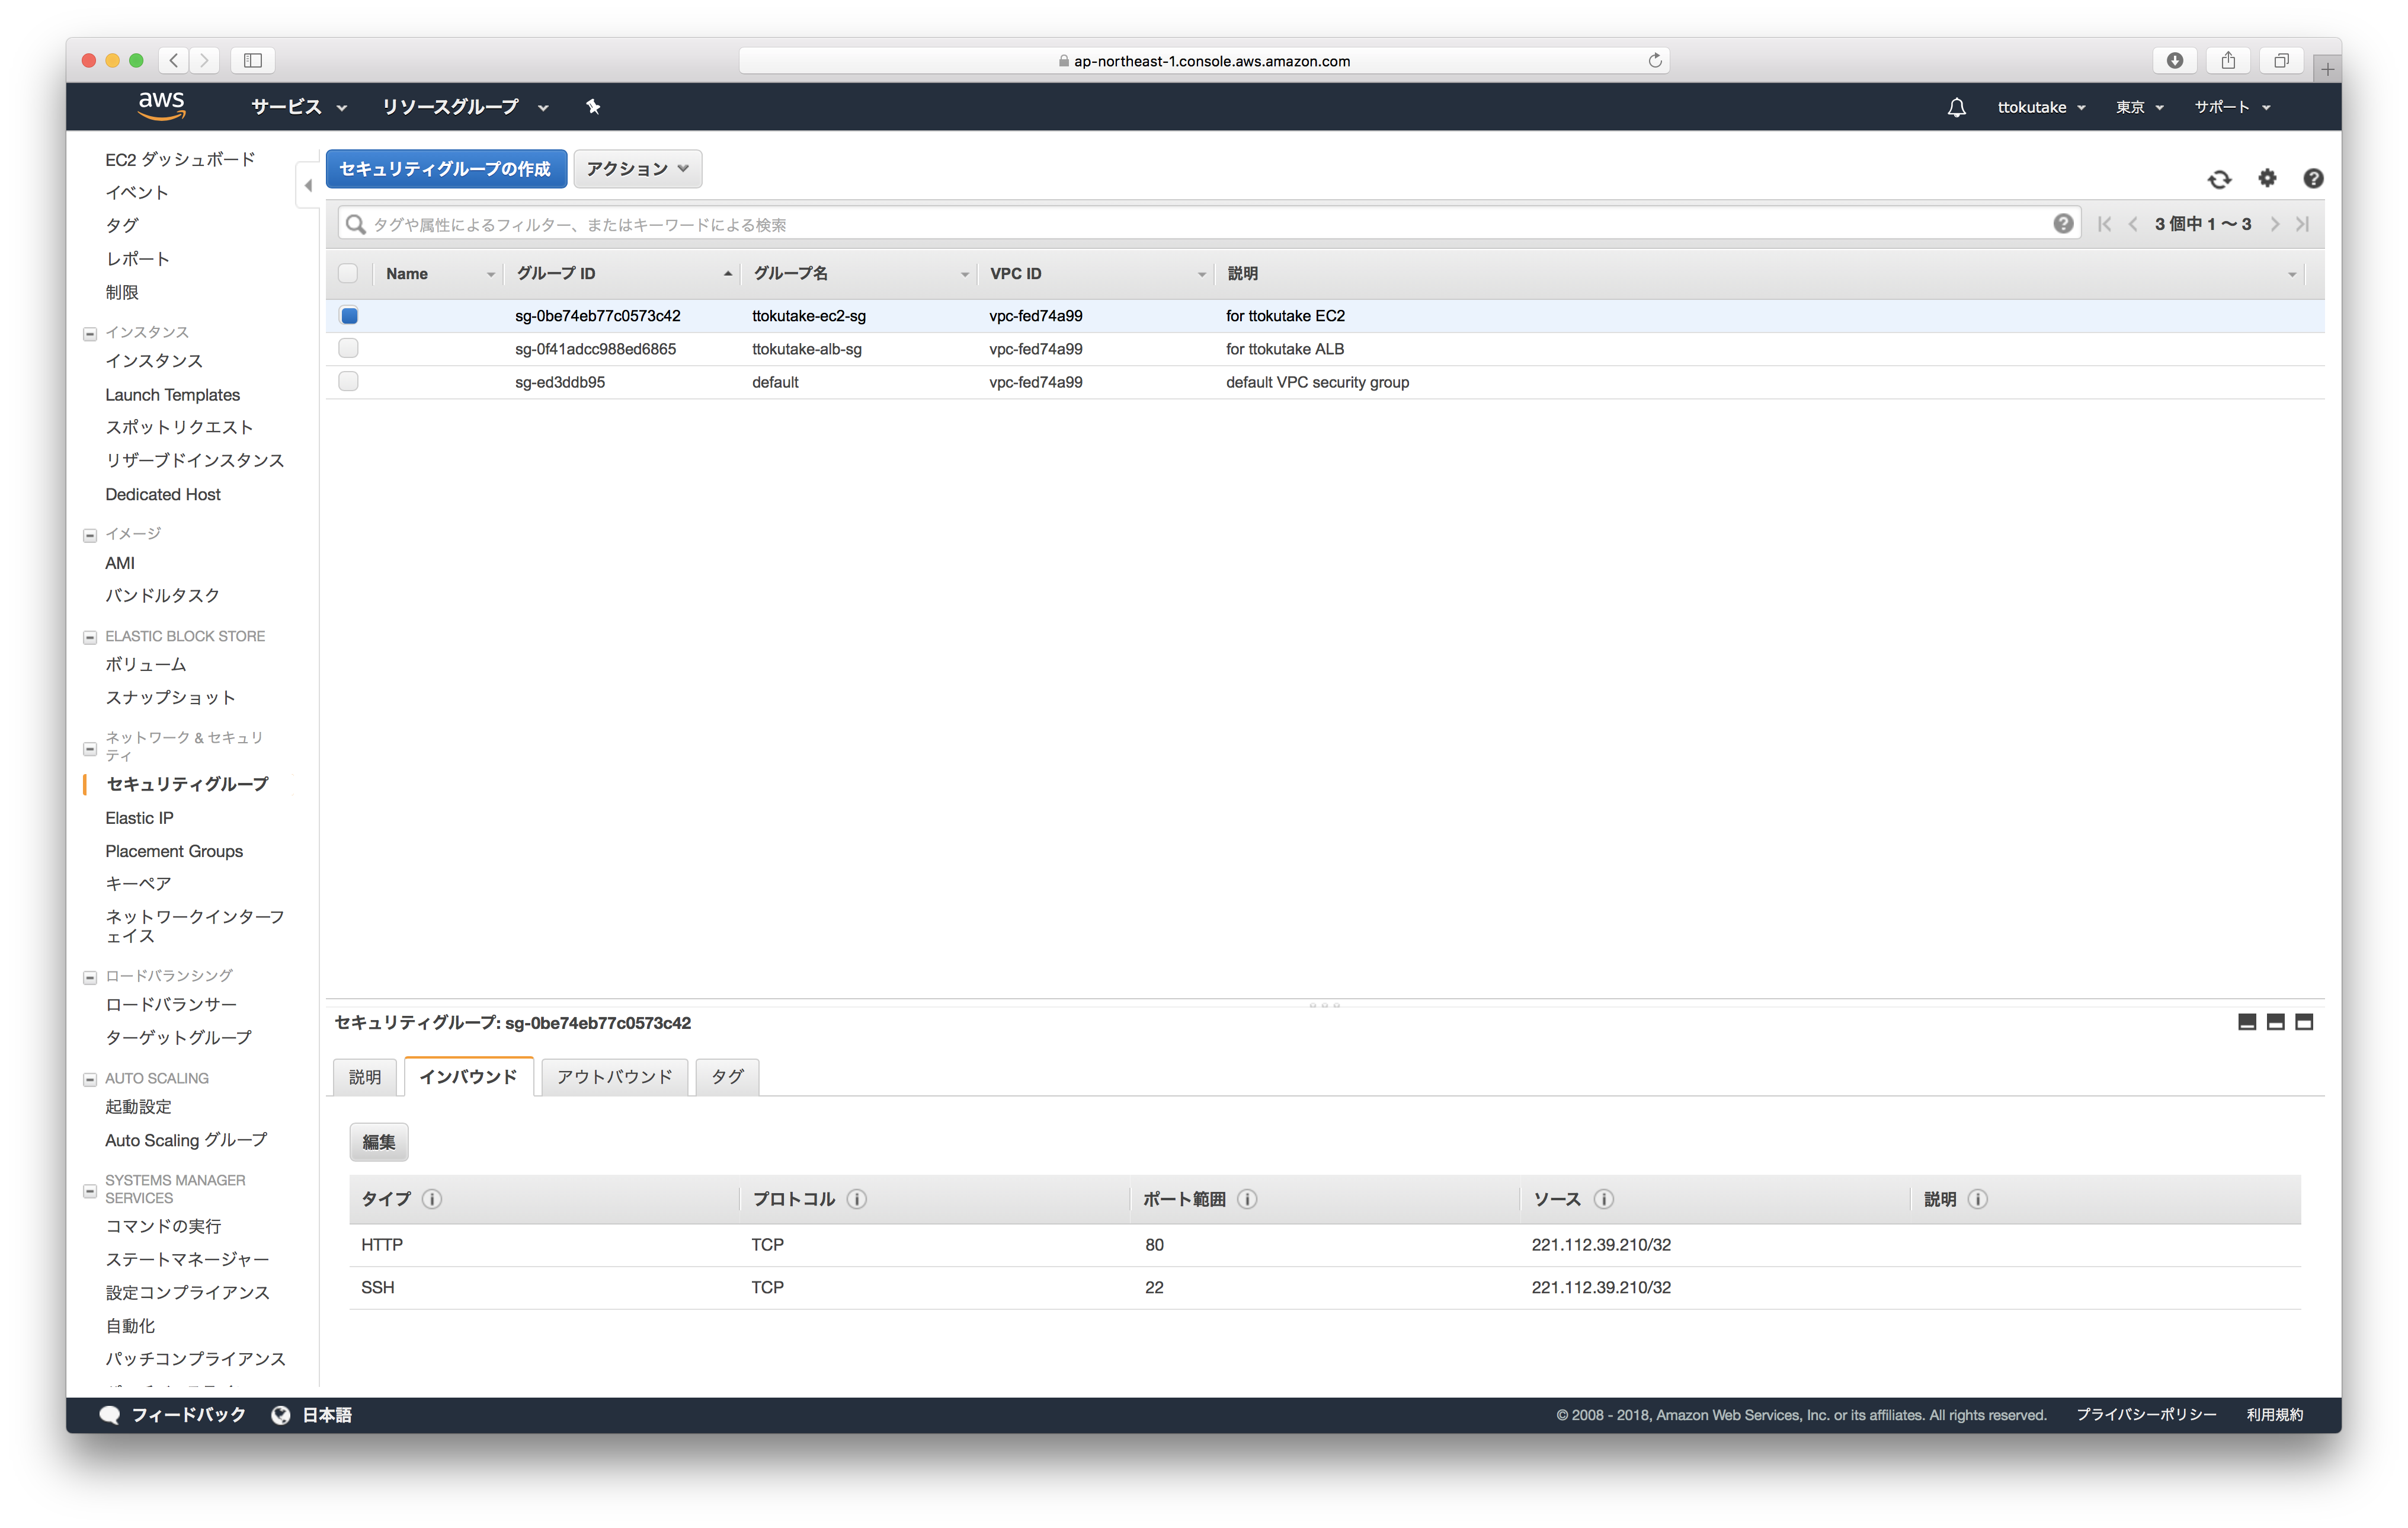 ap-northeast-1.console.aws.amazon.com
aws
サービス
リソースグループ
ttokutake
東京
サポート
EC2 ダッシュボード
イベント
タグ
レポート
制限
インスタンス
インスタンス
Launch Templates
スポットリクエスト
リザーブドインスタンス
Dedicated Host
イメージ
AMI
バンドルタスク
ELASTIC BLOCK STORE
ボリューム
スナップショット
ネットワーク & セキュリ
ティ
セキュリティグループ
Elastic IP
Placement Groups
キーペア
ネットワークインターフ
ェイス
ロードバランシング
ロードバランサー
ターゲットグループ
AUTO SCALING
起動設定
Auto Scaling グループ
SYSTEMS MANAGER
SERVICES
コマンドの実行
ステートマネージャー
設定コンプライアンス
自動化
パッチコンプライアンス
セキュリティグループの作成
アクション
タグや属性によるフィルター、またはキーワードによる検索
3 個中 1 〜 3
Name グループ ID グループ名 VPC ID 説明
sg-0be74eb77c0573c42 ttokutake-ec2-sg vpc-fed74a99 for ttokutake EC2
sg-0f41adcc988ed6865 ttokutake-alb-sg vpc-fed74a99 for ttokutake ALB
sg-ed3ddb95 default vpc-fed74a99 default VPC security group
セキュリティグループ: sg-0be74eb77c0573c42
説明 インバウンド アウトバウンド タグ
編集
タイプ プロトコル ポート範囲 ソース 説明
HTTP TCP 80 221.112.39.210/32
SSH TCP 22 221.112.39.210/32
フィードバック
日本語
© 2008 - 2018, Amazon Web Services, Inc. or its affiliates. All rights reserved.
プライバシーポリシー
利用規約